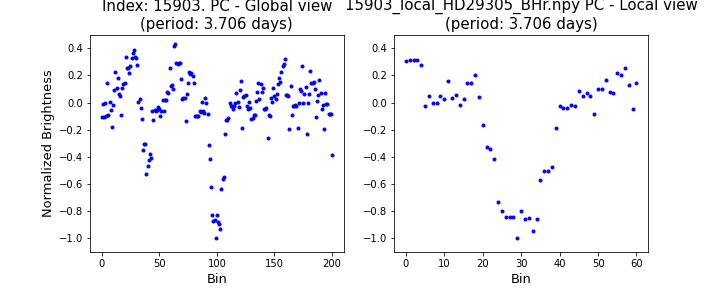 Index: 15903. PC - Global view
(period: 3.706 days)
15903_local_HD29305_BHr.npy PC - Local view
(period: 3.706 days)
Normalized Brightness
0.4
0.2
0.0
−0.2
−0.4
−0.6
−0.8
−1.0
0 50 100 150 200
Bin
0.4
0.2
0.0
−0.2
−0.4
−0.6
−0.8
−1.0
0 10 20 30 40 50 60
Bin